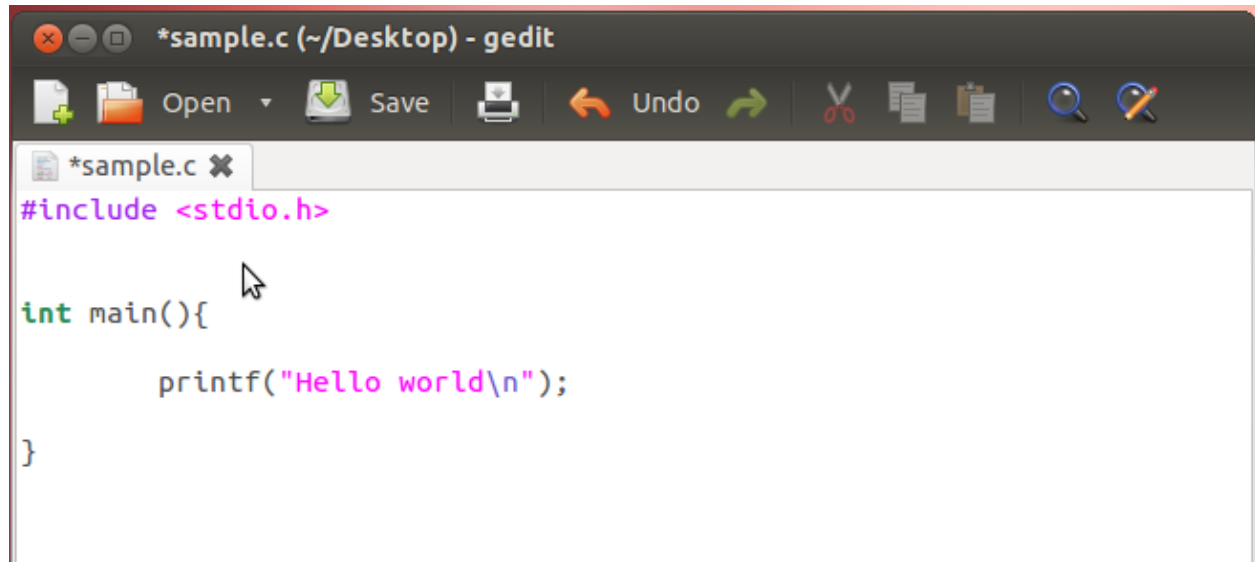 *sample.c (~/Desktop) - gedit
Open Save Undo
*sample.c
#include <stdio.h>
int main(){
        printf("Hello world\n");
}